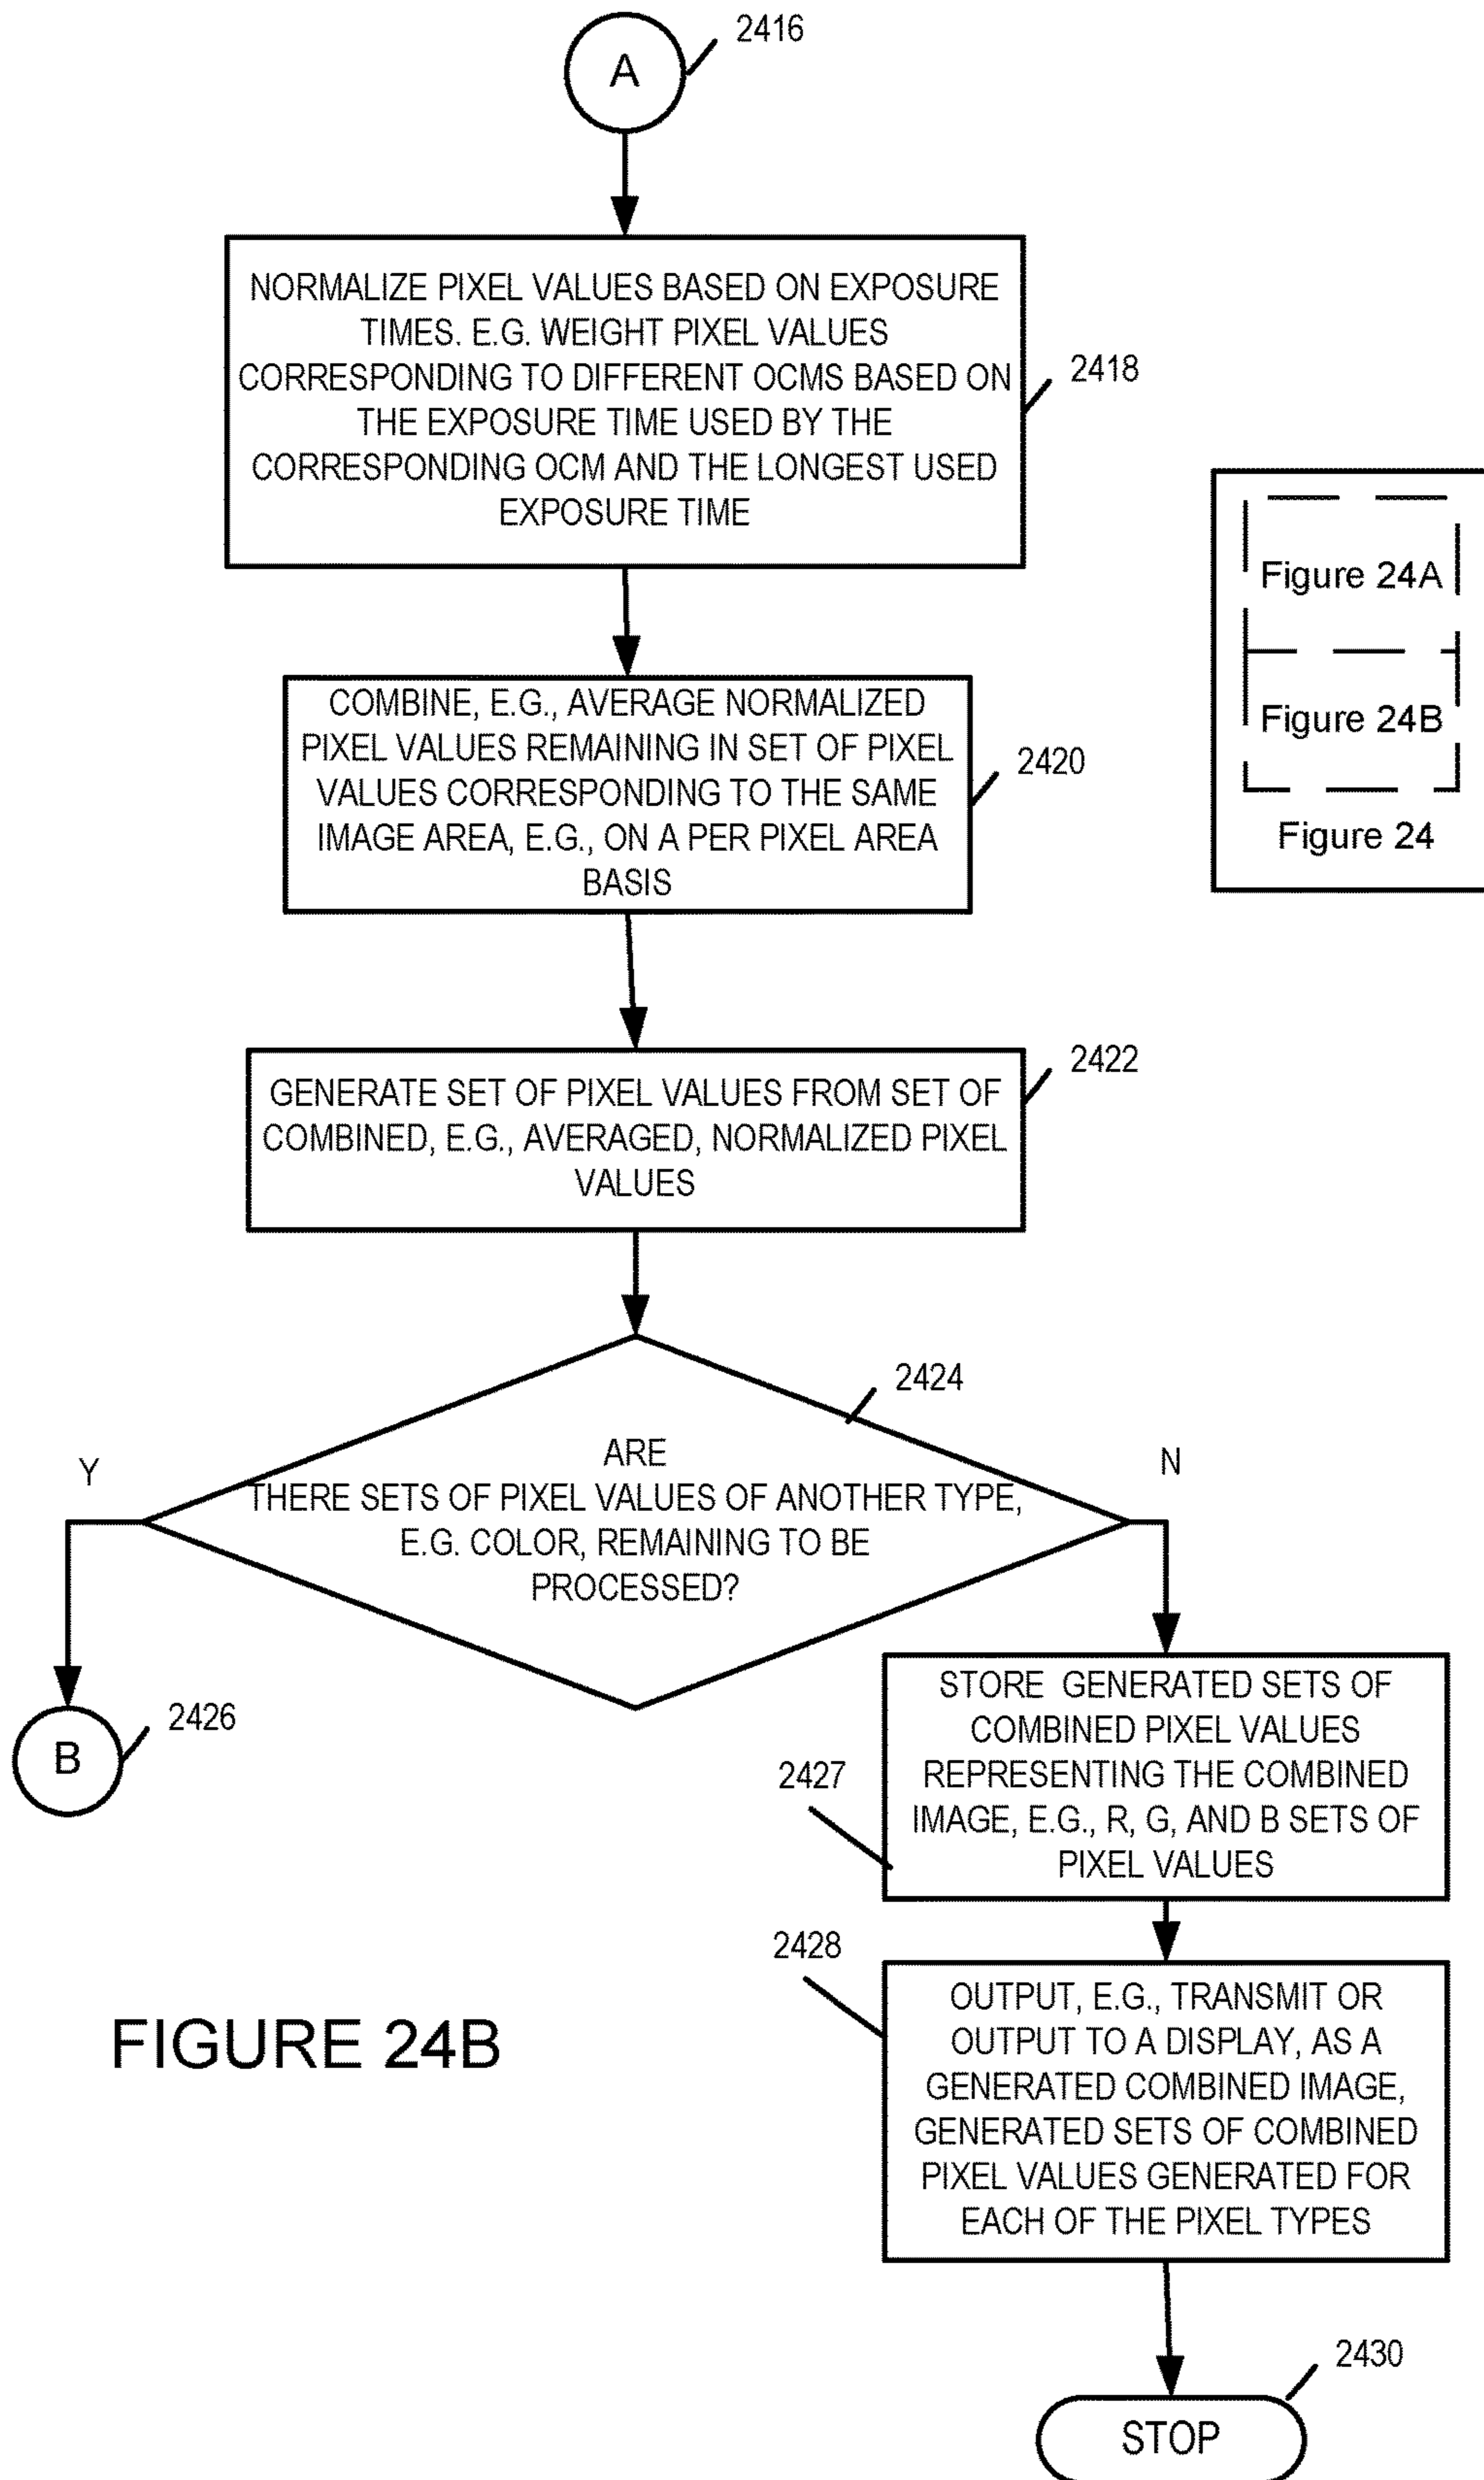 A
2416
NORMALIZE PIXEL VALUES BASED ON EXPOSURE
TIMES. E.G. WEIGHT PIXEL VALUES
CORRESPONDING TO DIFFERENT OCMS BASED ON
THE EXPOSURE TIME USED BY THE
CORRESPONDING OCM AND THE LONGEST USED
EXPOSURE TIME
2418
Figure 24A
Figure 24B
Figure 24
COMBINE, E.G., AVERAGE NORMALIZED
PIXEL VALUES REMAINING IN SET OF PIXEL
VALUES CORRESPONDING TO THE SAME
IMAGE AREA, E.G., ON A PER PIXEL AREA
BASIS
2420
GENERATE SET OF PIXEL VALUES FROM SET OF
COMBINED, E.G., AVERAGED, NORMALIZED PIXEL
VALUES
2422
2424
ARE
THERE SETS OF PIXEL VALUES OF ANOTHER TYPE,
E.G. COLOR, REMAINING TO BE
PROCESSED?
Y
N
B
2426
STORE GENERATED SETS OF
COMBINED PIXEL VALUES
REPRESENTING THE COMBINED
IMAGE, E.G., R, G, AND B SETS OF
PIXEL VALUES
2427
2428
OUTPUT, E.G., TRANSMIT OR
OUTPUT TO A DISPLAY, AS A
GENERATED COMBINED IMAGE,
GENERATED SETS OF COMBINED
PIXEL VALUES GENERATED FOR
EACH OF THE PIXEL TYPES
FIGURE 24B
2430
STOP